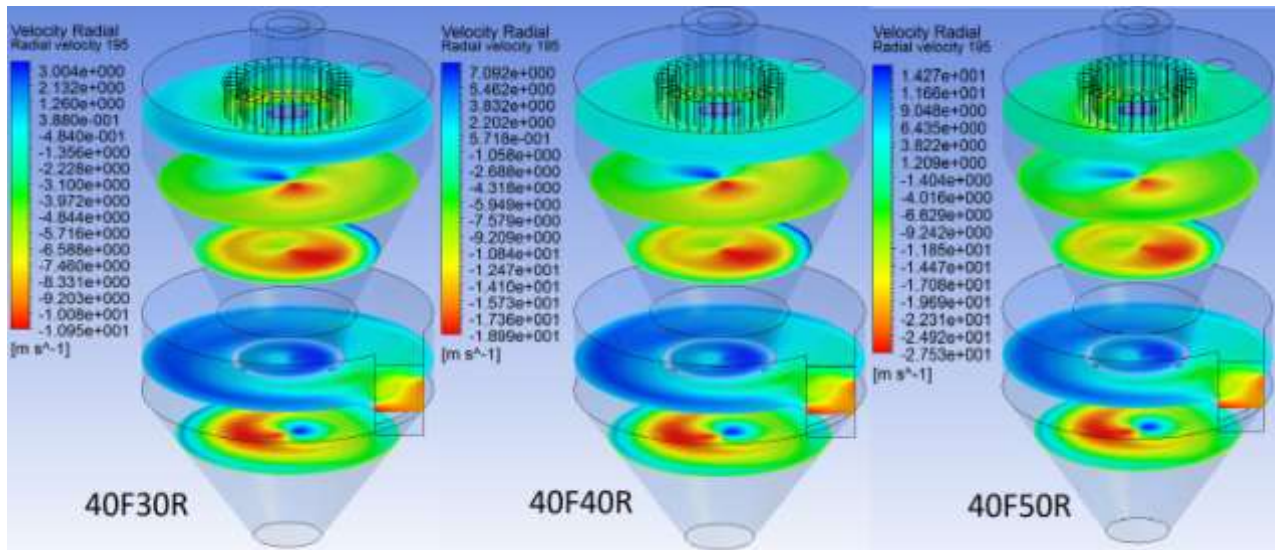 Velocity Radial
Radial velocity 195
3.004e+000
2.132e+000
1.260e+000
3.880e-001
-4.840e-001
-1.356e+000
-2.228e+000
-3.100e+000
-3.972e+000
-4.844e+000
-5.716e+000
-6.588e+000
-7.460e+000
-8.331e+000
-9.203e+000
-1.008e+001
-1.095e+001
[m s^-1]
40F30R
Velocity Radial
Radial velocity 195
7.092e+000
5.462e+000
3.832e+000
2.202e+000
5.718e-001
-1.058e+000
-2.688e+000
-4.318e+000
-5.949e+000
-7.579e+000
-9.209e+000
-1.084e+001
-1.247e+001
-1.410e+001
-1.573e+001
-1.736e+001
-1.899e+001
[m s^-1]
40F40R
Velocity Radial
Radial velocity 195
1.427e+001
1.166e+001
9.048e+000
6.435e+000
3.822e+000
1.209e+000
-1.404e+000
-4.016e+000
-6.629e+000
-9.242e+000
-1.185e+001
-1.447e+001
-1.708e+001
-1.969e+001
-2.231e+001
-2.492e+001
-2.753e+001
[m s^-1]
40F50R